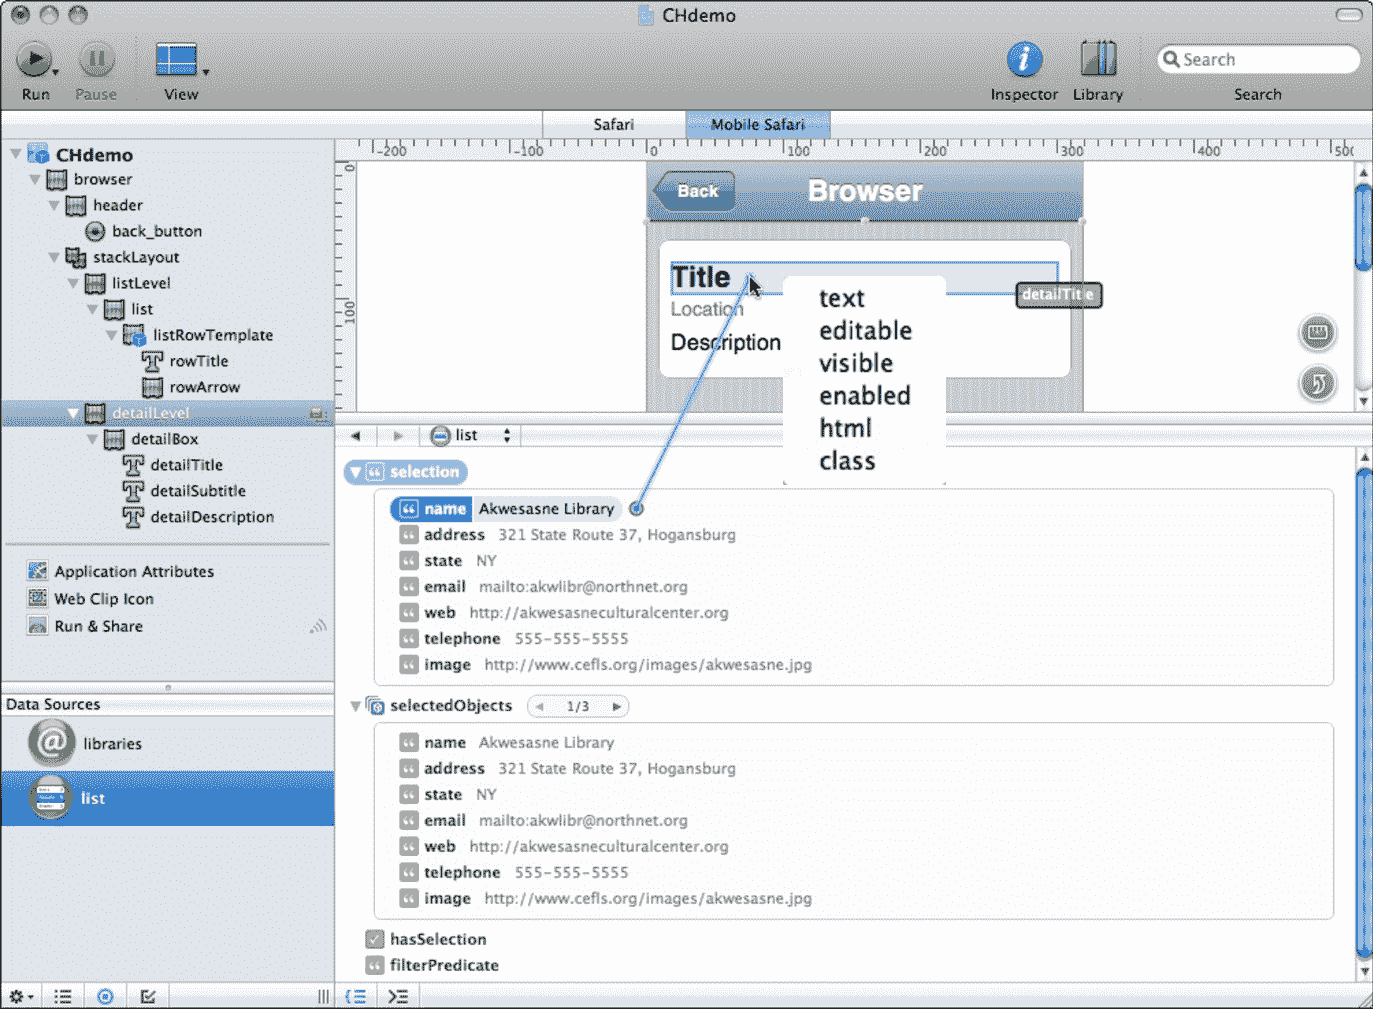 CHdemo
Run Pause View Inspector Library Search
Search
Safari Mobile Safari
-200 -100 0 100 200 300 400 500
0
100
CHdemo
browser
header
back_button
stackLayout
listLevel
list
listRowTemplate
rowTitle
rowArrow
detailLevel
detailBox
detailTitle
detailSubtitle
detailDescription
Application Attributes
Web Clip Icon
Run & Share
Data Sources
libraries
list
Back Browser
Title
Location
Description
detailTitle
text
editable
visible
enabled
html
class
list
selection
name Akwesasne Library
address 321 State Route 37, Hogansburg
state NY
email mailto:akwlibr@northnet.org
web http://akwesasneculturalcenter.org
telephone 555-555-5555
image http://www.cefls.org/images/akwesasne.jpg
selectedObjects 1/3
name Akwesasne Library
address 321 State Route 37, Hogansburg
state NY
email mailto:akwlibr@northnet.org
web http://akwesasneculturalcenter.org
telephone 555-555-5555
image http://www.cefls.org/images/akwesasne.jpg
hasSelection
filterPredicate